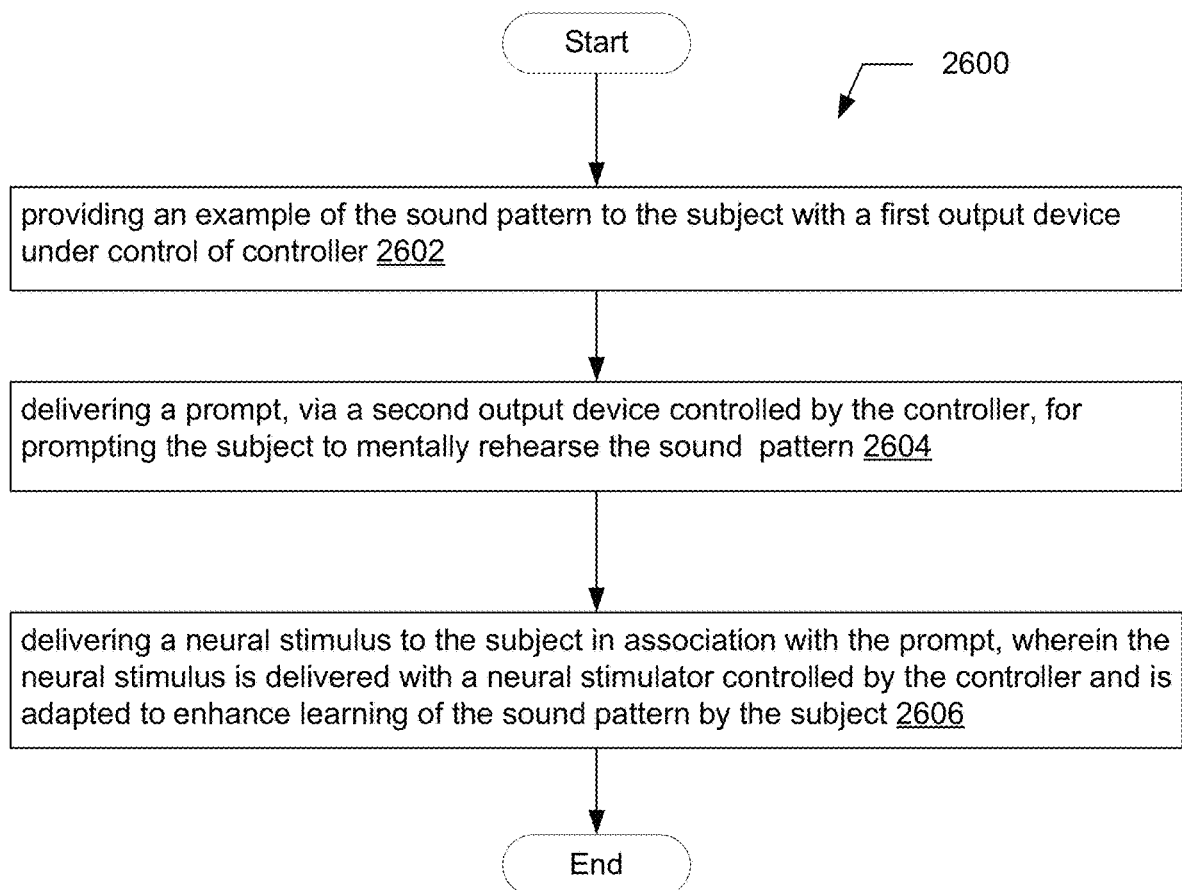 Start
2600
providing an example of the sound pattern to the subject with a first output device
under control of controller 2602
delivering a prompt, via a second output device controlled by the controller, for
prompting the subject to mentally rehearse the sound pattern 2604
delivering a neural stimulus to the subject in association with the prompt, wherein the
neural stimulus is delivered with a neural stimulator controlled by the controller and is
adapted to enhance learning of the sound pattern by the subject 2606
End